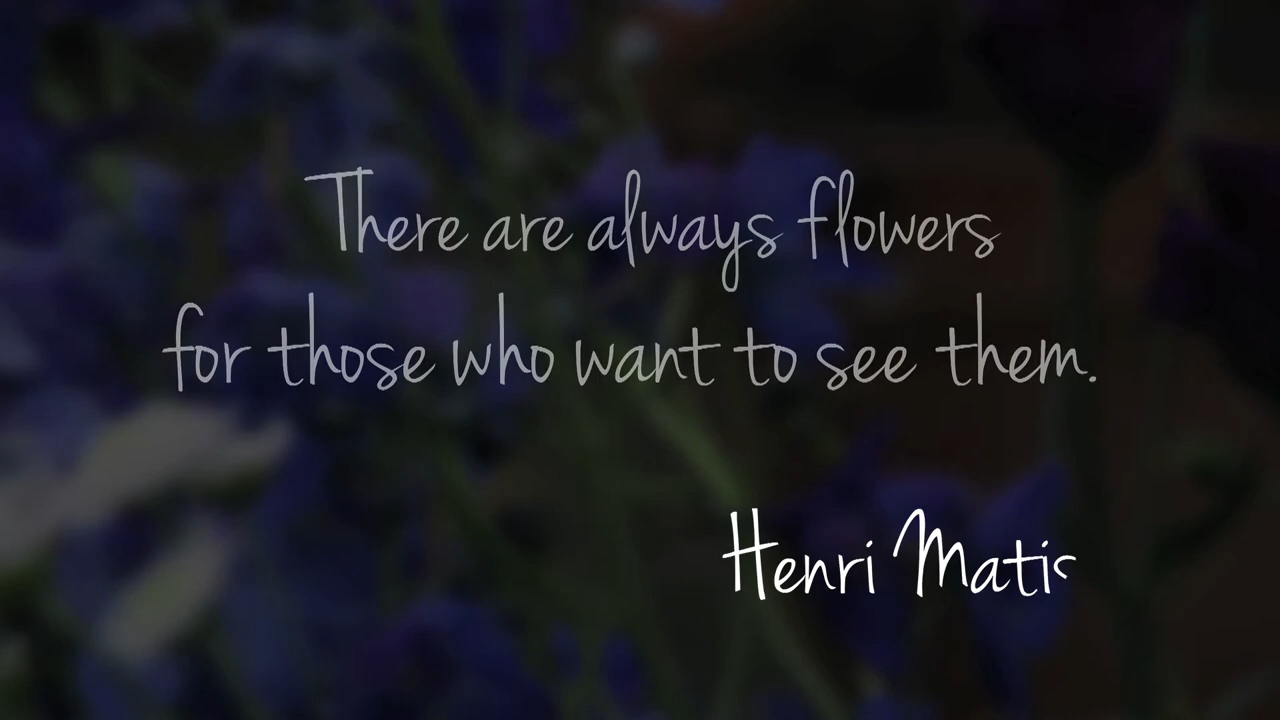 There are always flowers
for those who want to see them.
Henri Matis